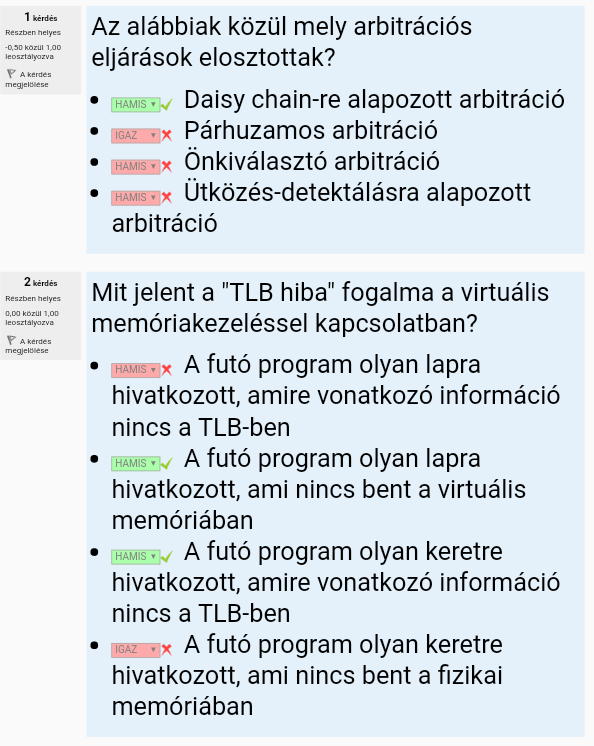 1 kérdés
Részben helyes
-0,50 közül 1,00
leosztályozva
A kérdés
megjelölése
Az alábbiak közül mely arbitrációs
eljárások elosztottak?
HAMIS Daisy chain-re alapozott arbitráció
IGAZ Párhuzamos arbitráció
HAMIS Önkiválasztó arbitráció
HAMIS Ütközés-detektálásra alapozott
arbitráció
2 kérdés
Részben helyes
0,00 közül 1,00
leosztályozva
A kérdés
megjelölése
Mit jelent a "TLB hiba" fogalma a virtuális
memóriakezeléssel kapcsolatban?
HAMIS A futó program olyan lapra
hivatkozott, amire vonatkozó információ
nincs a TLB-ben
HAMIS A futó program olyan lapra
hivatkozott, ami nincs bent a virtuális
memóriában
HAMIS A futó program olyan keretre
hivatkozott, amire vonatkozó információ
nincs a TLB-ben
IGAZ A futó program olyan keretre
hivatkozott, ami nincs bent a fizikai
memóriában